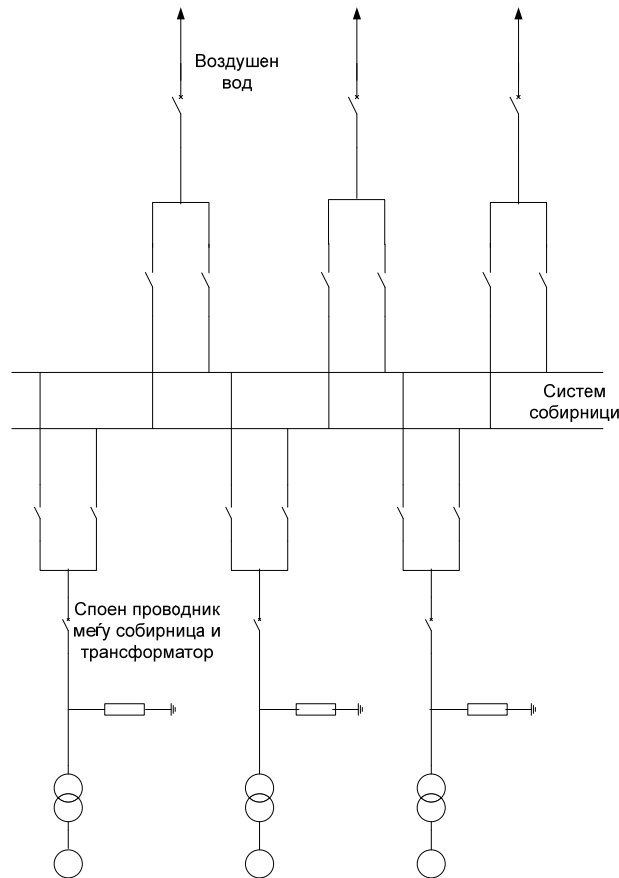 Воздушен
вод
Систем
собирници
Споен проводник
меѓу собирница и
трансформатор